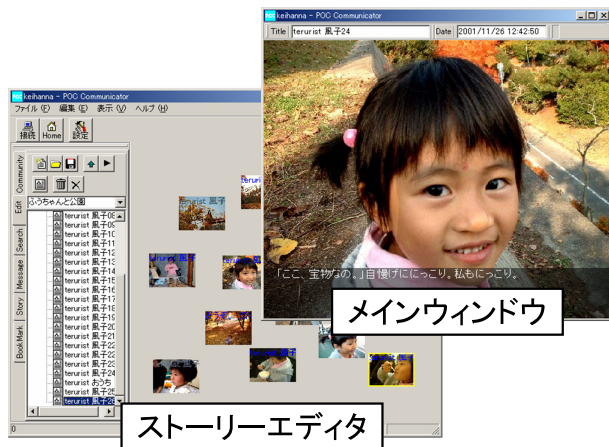 keihanna - POC Communicator
Title terurist 風子24 Date 2001/11/26 12:42:50
「ここ、宝物なの。」自慢げににっこり。私もにっこり。
メインウィンドウ
keihanna - POC Communicator
ファイル(F) 編集(E) 表示(V) ヘルプ(H)
接続 Home 設定
Community
Edit
Search
Message
Story
BookMark
ふうちゃんと公園
terurist 風子08
terurist 風子09
terurist 風子10
terurist 風子11
terurist 風子12
terurist 風子13
terurist 風子14
terurist 風子15
terurist 風子16
terurist 風子17
terurist 風子18
terurist 風子19
terurist 風子20
terurist 風子21
terurist 風子22
terurist 風子22
terurist 風子23
terurist 風子24
terurist おうち
terurist 風子25
terurist 風子
ストーリーエディタ